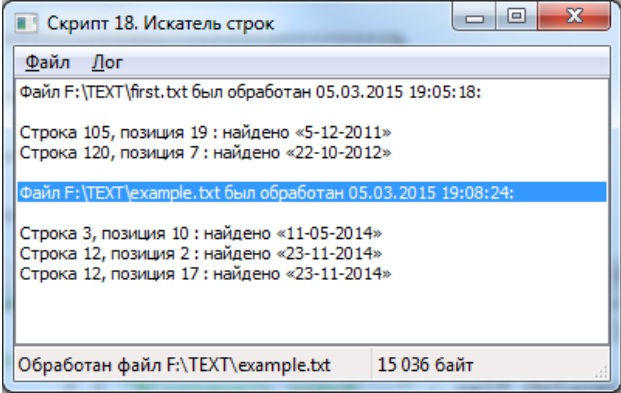 Скрипт 18. Искатель строк
Файл Лог
Файл F:\TEXT\first.txt был обработан 05.03.2015 19:05:18:
Строка 105, позиция 19 : найдено «5-12-2011»
Строка 120, позиция 7 : найдено «22-10-2012»
Файл F:\TEXT\example.txt был обработан 05.03.2015 19:08:24:
Строка 3, позиция 10 : найдено «11-05-2014»
Строка 12, позиция 2 : найдено «23-11-2014»
Строка 12, позиция 17 : найдено «23-11-2014»
Обработан файл F:\TEXT\example.txt 15 036 байт